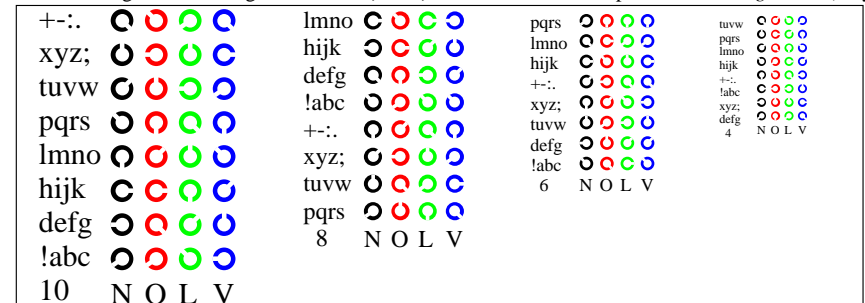 +-:.
xyz;
tuvw
pqrs
lmno
hijk
defg
!abc
10 N O L V
lmno
hijk
defg
!abc
+-:.
xyz;
tuvw
pqrs
8 N O L V
pqrs
lmno
hijk
+-:.
xyz;
tuvw
defg
!abc
6 N O L V
tuvw
pqrs
lmno
hijk
+-:.
!abc
xyz;
defg
4 N O L V